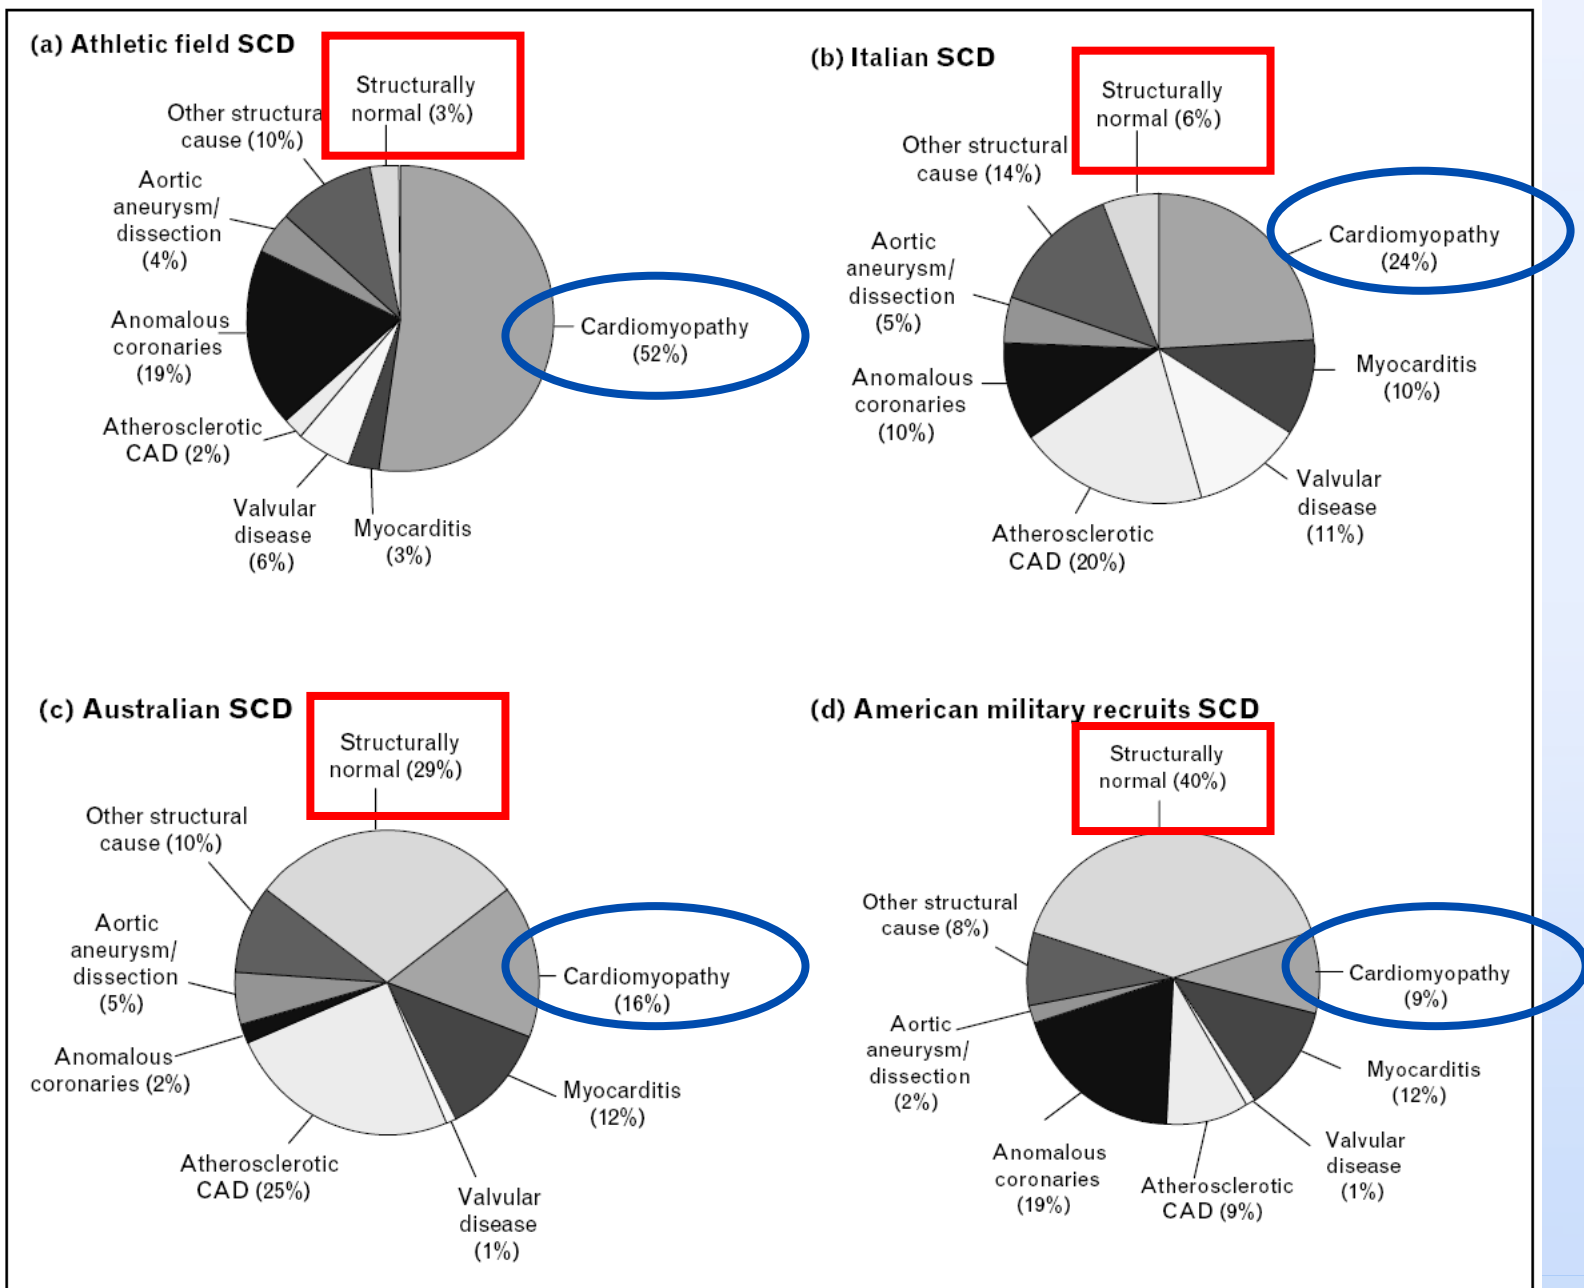 (a) Athletic field SCD
Structurally
normal (3%)
Other structura
cause (10%)
Aortic
aneurysm/
dissection
(4%)
Anomalous
coronaries
(19%)
Atherosclerotic
CAD (2%)
Valvular
disease
(6%)
Myocarditis
(3%)
Cardiomyopathy
(52%)
(b) Italian SCD
Structurally
normal (6%)
Other structural
cause (14%)
Aortic
aneurysm/
dissection
(5%)
Anomalous
coronaries
(10%)
Atherosclerotic
CAD (20%)
Valvular
disease
(11%)
Myocarditis
(10%)
Cardiomyopathy
(24%)
(c) Australian SCD
Structurally
normal (29%)
Other structural
cause (10%)
Aortic
aneurysm/
dissection
(5%)
Anomalous
coronaries (2%)
Atherosclerotic
CAD (25%)
Valvular
disease
(1%)
Myocarditis
(12%)
Cardiomyopathy
(16%)
(d) American military recruits SCD
Structurally
normal (40%)
Other structural
cause (8%)
Aortic
aneurysm/
dissection
(2%)
Anomalous
coronaries
(19%)
Atherosclerotic
CAD (9%)
Valvular
disease
(1%)
Myocarditis
(12%)
Cardiomyopathy
(9%)